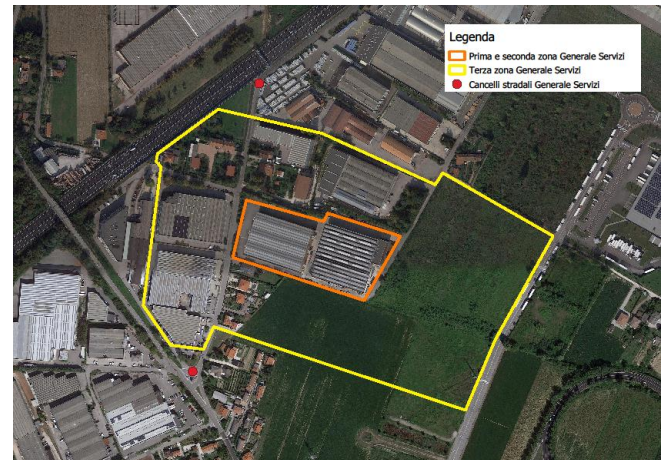 Legenda
Prima e seconda zona Generale Servizi
Terza zona Generale Servizi
Cancelli stradali Generale Servizi